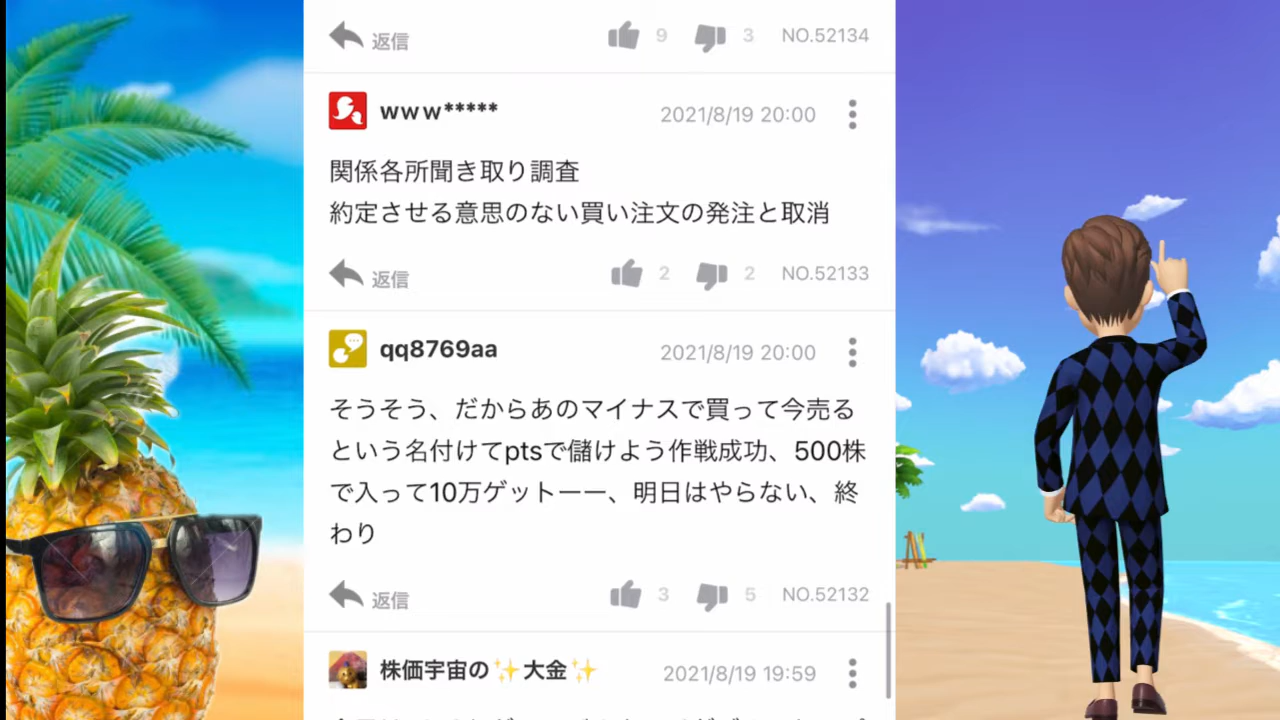 返信 9 3 NO.52134
www***** 2021/8/19 20:00
関係各所聞き取り調査
約定させる意思のない買い注文の発注と取消
返信 2 2 NO.52133
qq8769aa 2021/8/19 20:00
そうそう、だからあのマイナスで買って今売る
という名付けてptsで儲けよう作戦成功、500株
で入って10万ゲットーー、明日はやらない、終
わり
返信 3 5 NO.52132
株価宇宙の✨大金✨ 2021/8/19 19:59